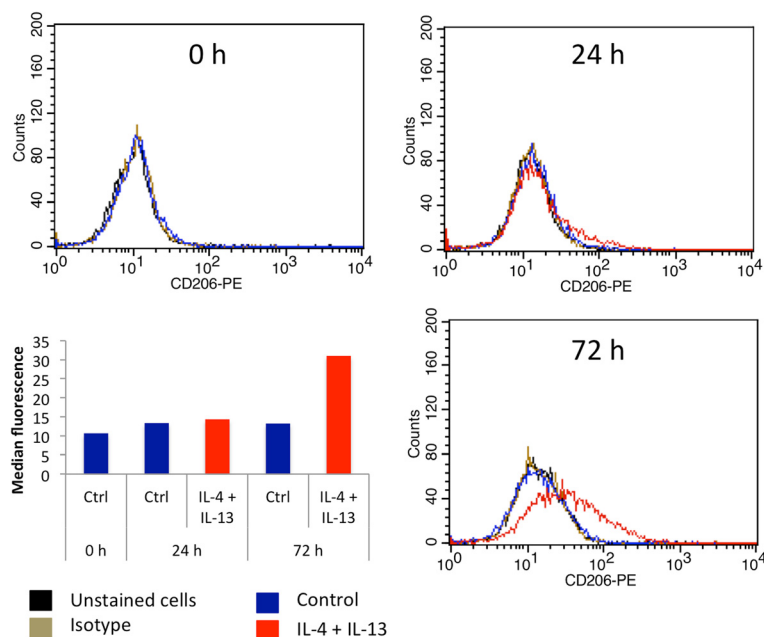 0 h
200
160
120
80
40
0
Counts
10^0 10^1 10^2 10^3 10^4
CD206-PE
24 h
200
160
120
80
40
0
Counts
10^0 10^1 10^2 10^3 10^4
CD206-PE
Median fluorescence
35
30
25
20
15
10
5
0
Ctrl Ctrl IL-4 + IL-13 Ctrl IL-4 + IL-13
0 h 24 h 72 h
72 h
200
160
120
80
40
0
Counts
10^0 10^1 10^2 10^3 10^4
CD206-PE
Unstained cells
Isotype
Control
IL-4 + IL-13